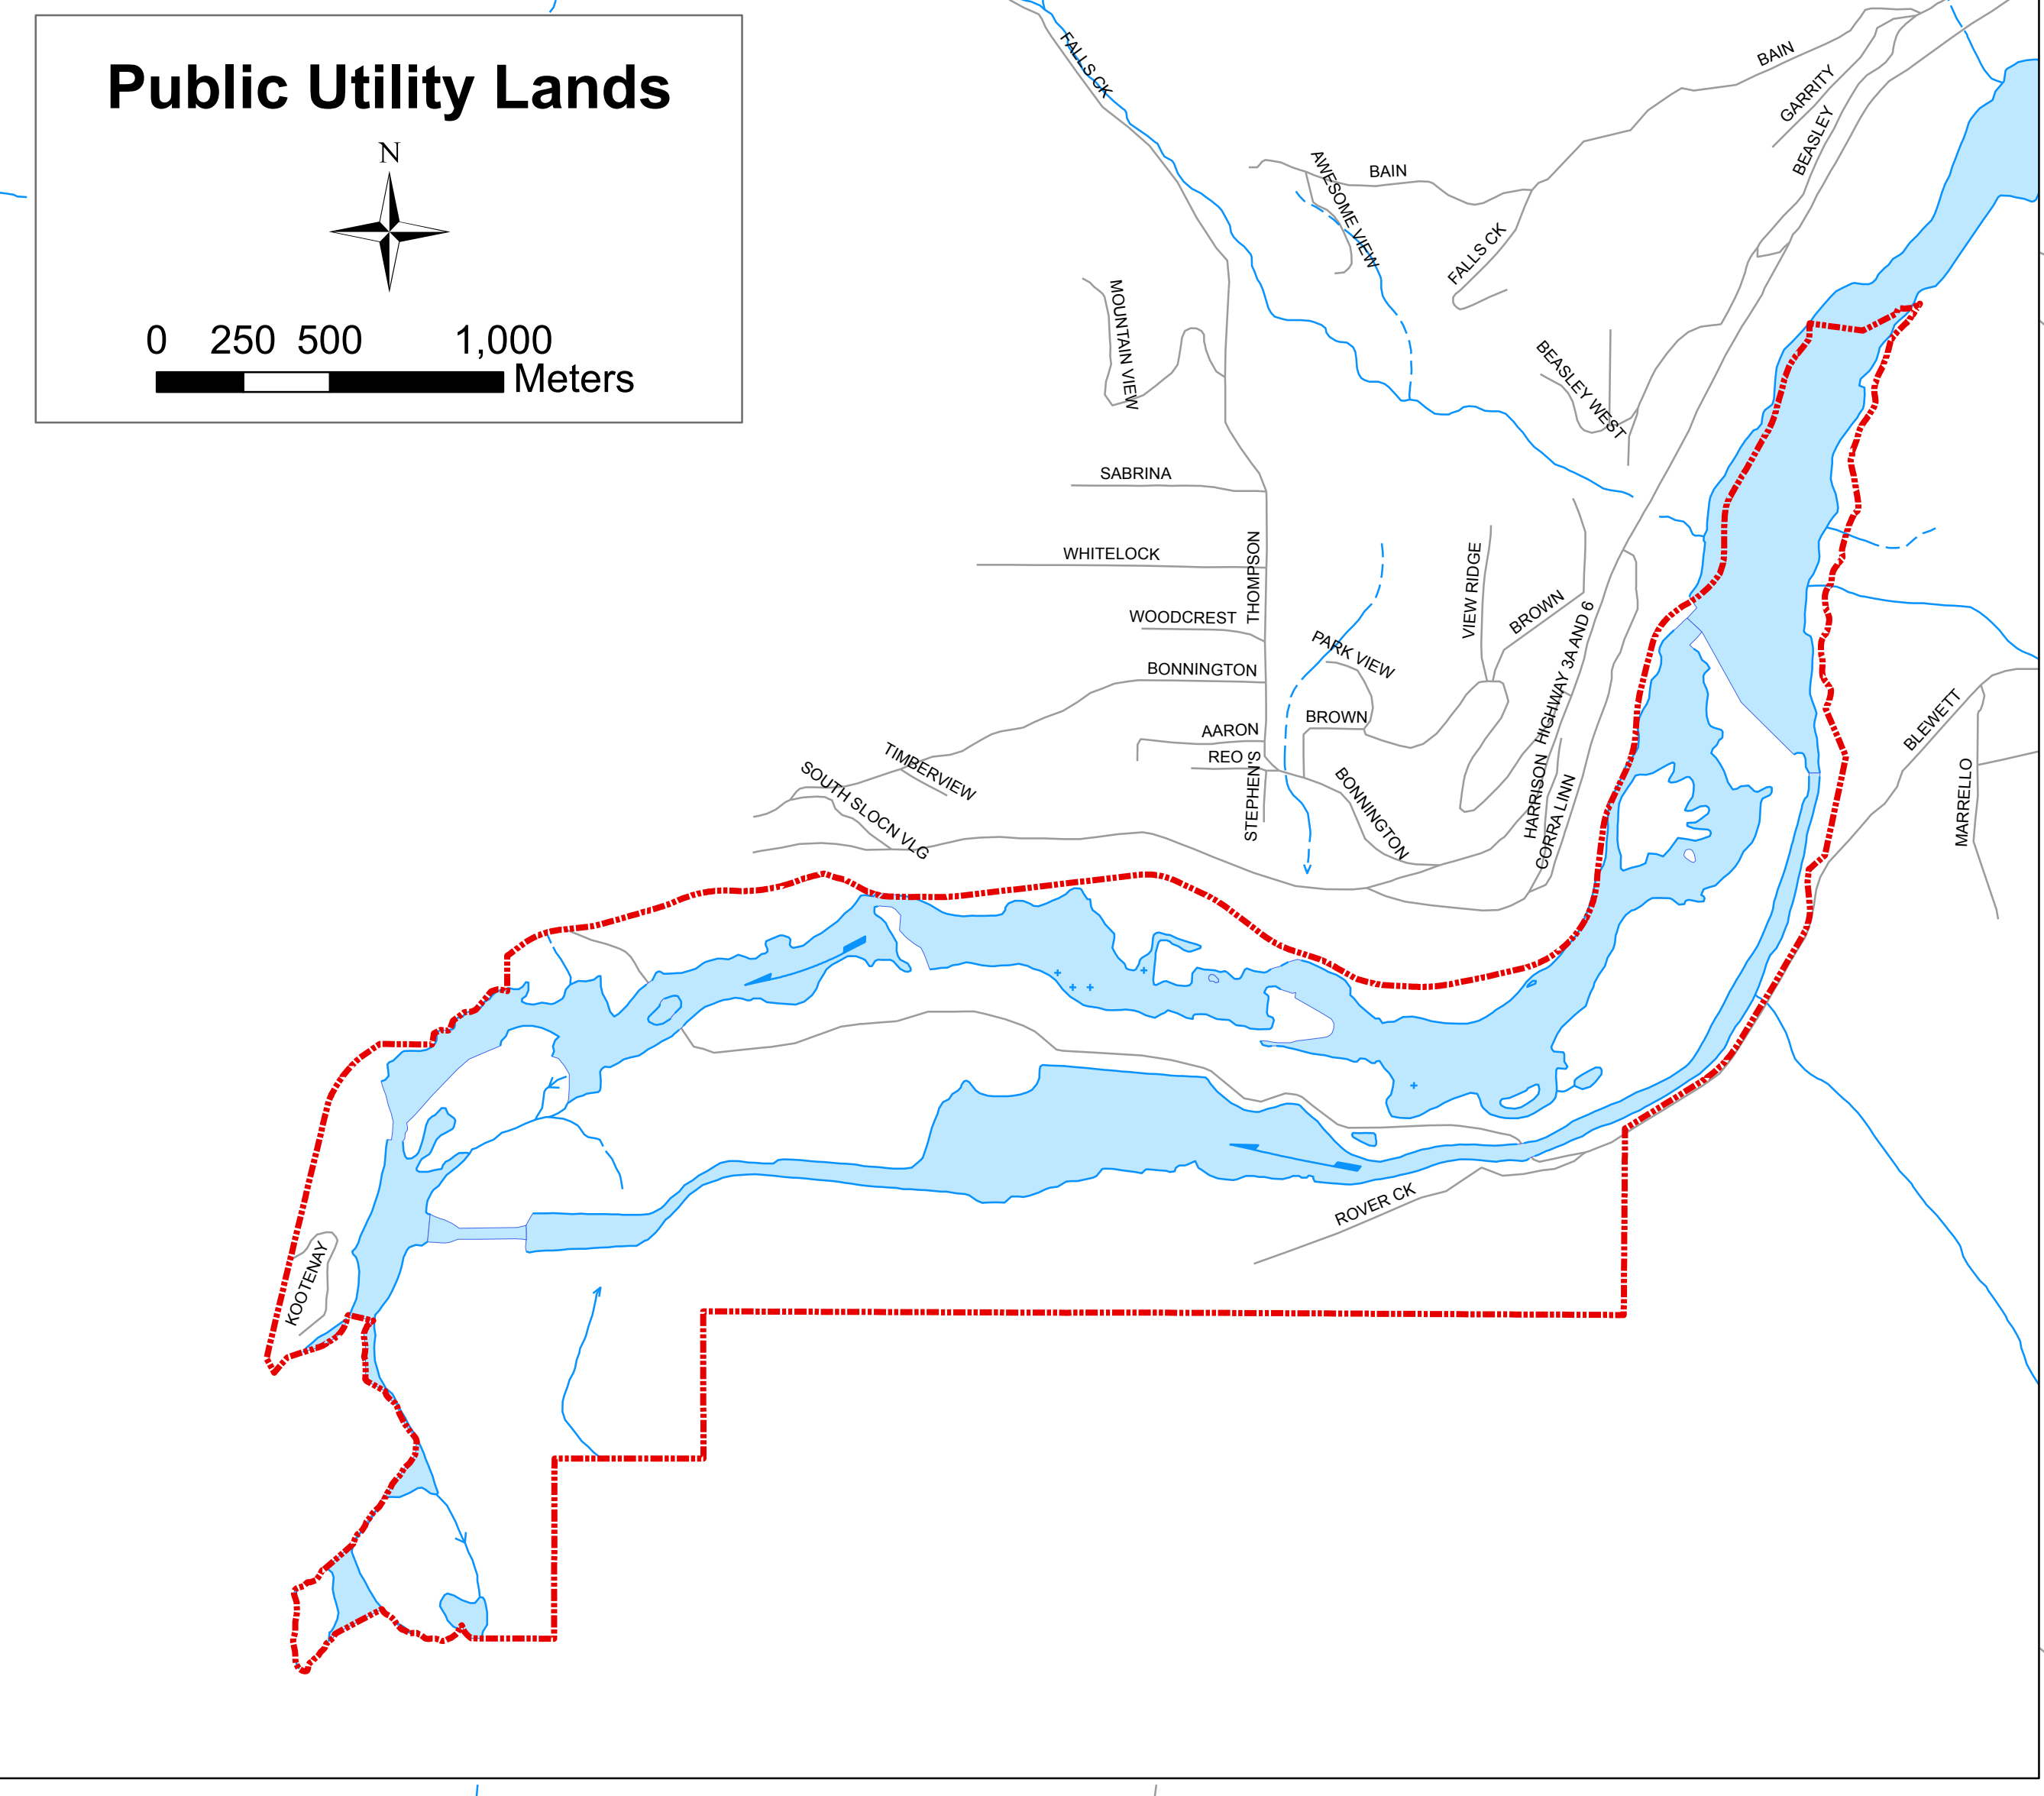 Public Utility Lands
N
0 250 500 1,000
Meters
FALLS CK
BAIN
GARRITY
BEASLEY
AWESOME VIEW
BAIN
FALLS CK
MOUNTAIN VIEW
BEASLEY WEST
SABRINA
WHITELOCK
THOMPSON
WOODCREST
VIEW RIDGE
BROWN
PARK VIEW
BONNINGTON
HARRISON HIGHWAY 3A AND 6
AARON
BROWN
REO
STEPHEN'S
TIMBERVIEW
SOUTH SLOCN VLG
BONNINGTON
CORRA LINN
BLEWETT
MARRELLO
ROVER CK
KOOTENAY